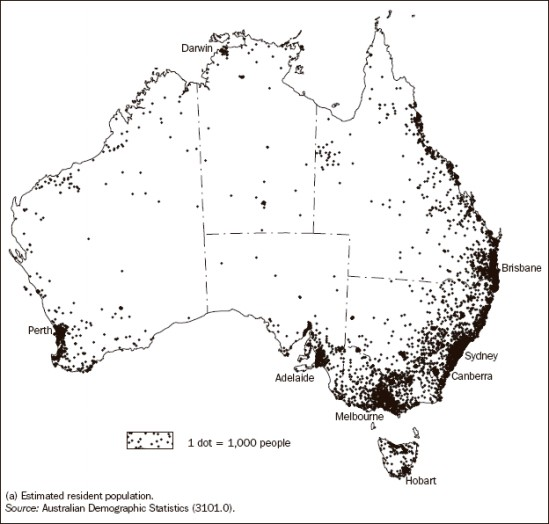 Darwin
Brisbane
Perth
Sydney
Adelaide
Canberra
Melbourne
1 dot = 1,000 people
Hobart
(a) Estimated resident population.
Source: Australian Demographic Statistics (3101.0).